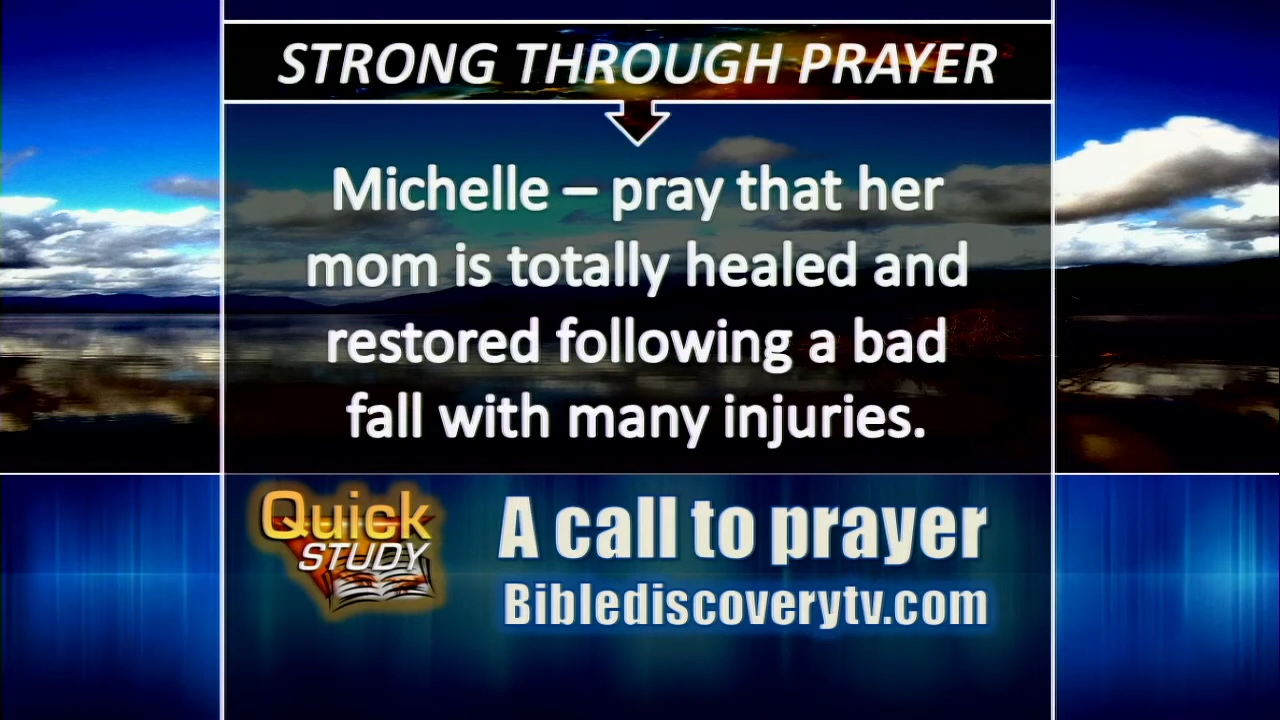 STRONG THROUGH PRAYER
Michelle – pray that her
mom is totally healed and
restored following a bad
fall with many injuries.
Quick
STUDY
A call to prayer
Biblediscoverytv.com